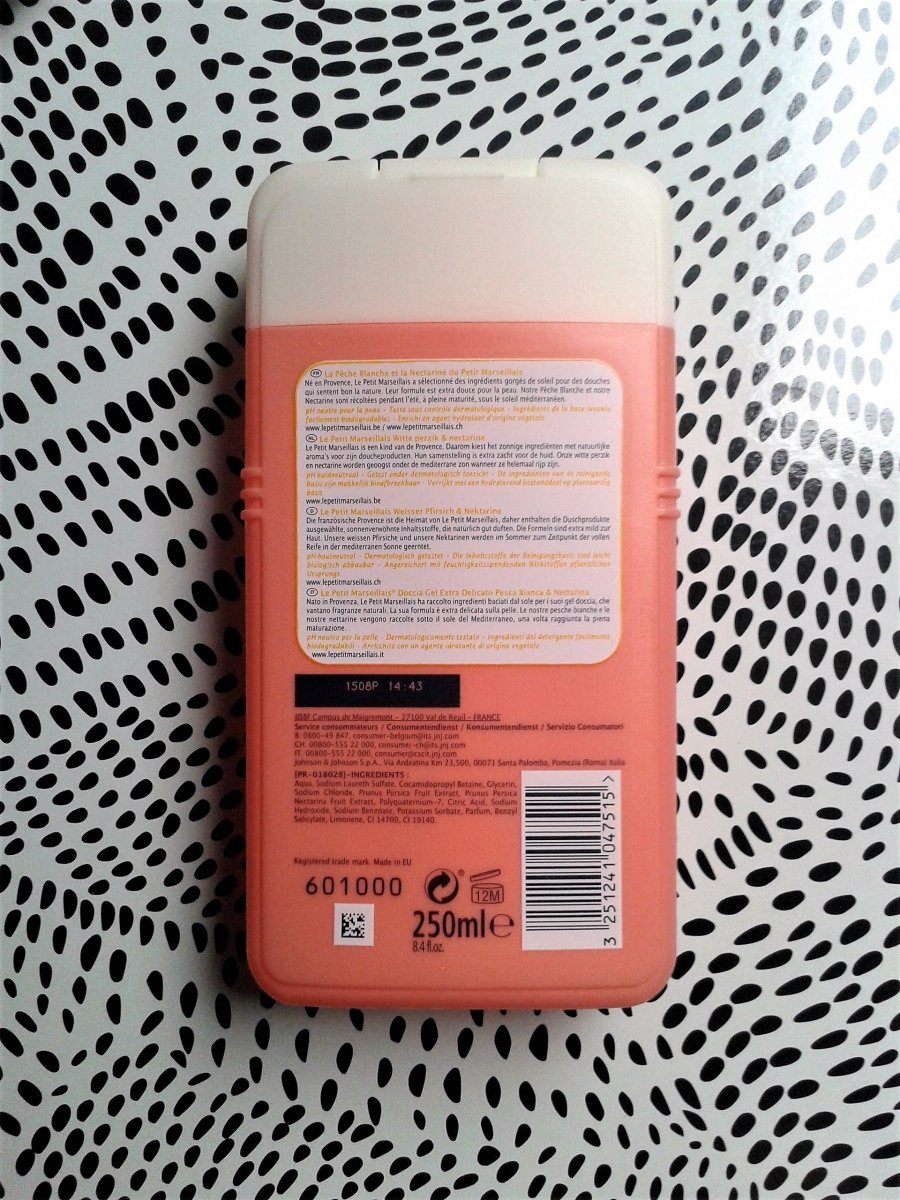 FR La Pêche Blanche et la Nectarine du Petit Marseillais
Né en Provence, Le Petit Marseillais a sélectionné des ingrédients gorgés de soleil pour des douches
qui sentent bon la nature. Leur formule est extra douce pour la peau. Notre Pêche Blanche et notre
Nectarine sont récoltées pendant l'été, à pleine maturité, sous le soleil méditerranéen.
pH neutre pour la peau - Testé sous contrôle dermatologique - Ingrédients de la base lavante
facilement biodégradables - Enrichi en agent hydratant d'origine végétale
www.lepetitmarseillais.be / www.lepetitmarseillais.ch
NL Le Petit Marseillais Witte perzik & nectarine
Le Petit Marseillais is een kind van de Provence. Daarom kiest het zonnige ingrediënten met natuurlijke
aroma's voor zijn doucheproducten. Hun samenstelling is extra zacht voor de huid. Onze witte perzik
en nectarine worden geoogst onder de mediterrane zon wanneer ze helemaal rijp zijn.
pH-huidneutraal - Getest onder dermatologisch toezicht - De ingrediënten van de reinigende
basis zijn makkelijk bioafbreekbaar - Verrijkt met een hydraterend bestanddeel op plantaardig
basis
www.lepetitmarseillais.be
D Le Petit Marseillais Weisser Pfirsich & Nektarine
Die französische Provence ist die Heimat von Le Petit Marseillais, daher enthalten die Duschprodukte
ausgewählte, sonnenverwöhnte Inhaltsstoffe, die natürlich gut duften. Die Formeln sind extra mild zur
Haut. Unsere weissen Pfirsiche und unsere Nektarinen werden im Sommer zum Zeitpunkt der vollen
Reife in der mediterranen Sonne geerntet.
pH-hautneutral - Dermatologisch getestet - Die Inhaltsstoffe der Reinigungsbasis sind leicht
biologisch abbaubar - Angereichert mit feuchtigkeitsspendenden Wirkstoffen pflanzlichen
Ursprungs
www.lepetitmarseillais.ch
IT Le Petit Marseillais® Doccia Gel Extra Delicato Pesca Bianca & Nettarina
Nato in Provenza, Le Petit Marseillais ha raccolto ingredienti baciati dal sole per i suoi gel doccia, che
vantano fragranze naturali. La sua formula è extra delicata sulla pelle. Le nostre pesche bianche e le
nostre nettarine vengono raccolte sotto il sole del Mediterraneo, una volta raggiunta la piena
maturazione.
pH neutro per la pelle - Dermatologicamente testato - Ingredienti del detergente facilmente
biodegradabili - Arricchito con un agente idratante di origine vegetale
www.lepetitmarseillais.it
1508P 14:43
JJSBF Campus de Maigremont - 27100 Val de Reuil - FRANCE
Service consommateurs / Consumentendienst / Konsumentendienst / Servizio Consumatori
B: 0800-49 847, consumer-belgium@its.jnj.com
CH: 00800-555 22 000, consumer-ch@its.jnj.com
IT: 00800-555 22 000, consumer@cscit.jnj.com
Johnson & Johnson S.p.A., Via Ardeatina Km 23,500, 00071 Santa Palomba, Pomezia (Roma) Italia
[PR-018028]-INGREDIENTS :
Aqua, Sodium Laureth Sulfate, Cocamidopropyl Betaine, Glycerin,
Sodium Chloride, Prunus Persica Fruit Extract, Prunus Persica
Nectarina Fruit Extract, Polyquaternium-7, Citric Acid, Sodium
Hydroxide, Sodium Benzoate, Potassium Sorbate, Parfum, Benzyl
Salicylate, Limonene, CI 14700, CI 19140.
Registered trade mark. Made in EU
601000
®
12M
250ml e
8.4 fl.oz.
3 251241 047515 >